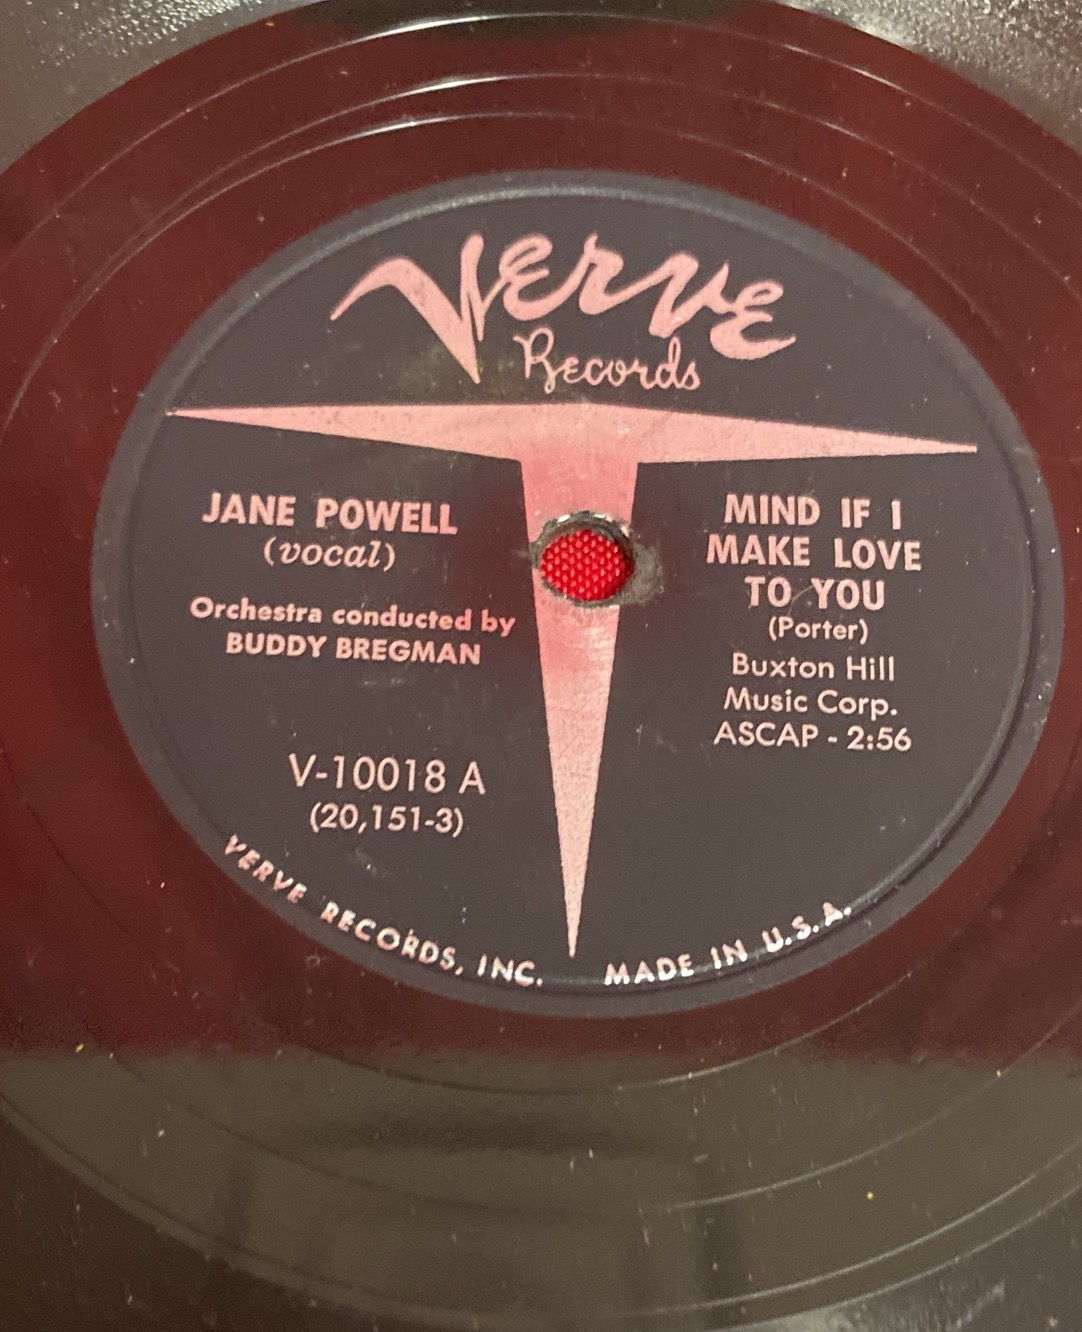 Verve
Records
JANE POWELL
(vocal)
Orchestra conducted by
BUDDY BREGMAN
V-10018 A
(20,151-3)
MIND IF I
MAKE LOVE
TO YOU
(Porter)
Buxton Hill
Music Corp.
ASCAP - 2:56
VERVE RECORDS, INC. MADE IN U.S.A.